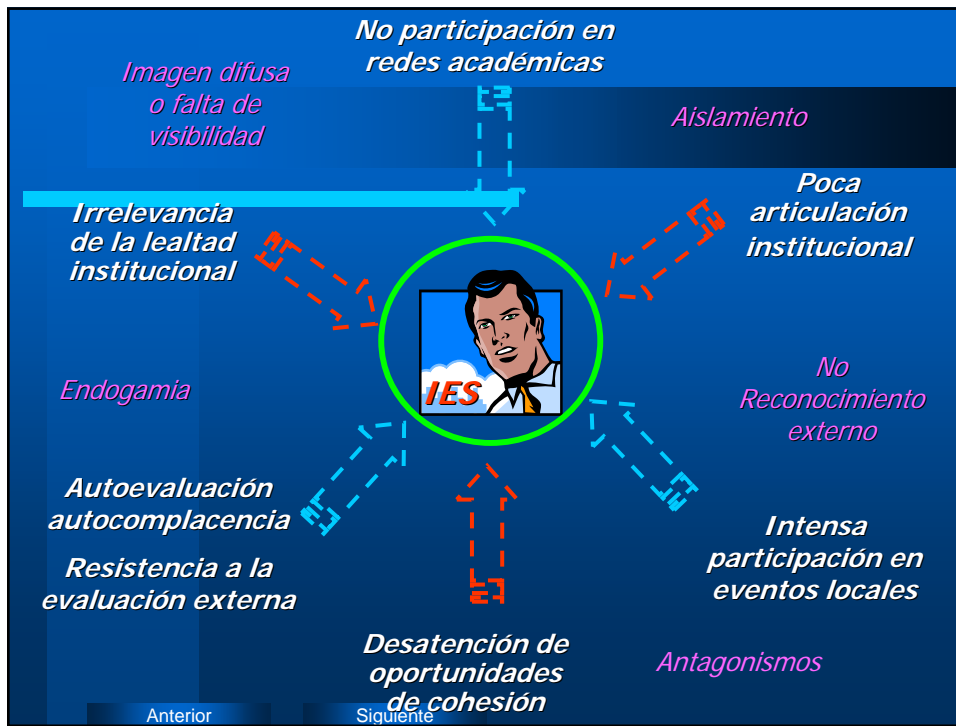 No participación en
redes académicas
Imagen difusa
o falta de
visibilidad
Aislamiento
Irrelevancia
de la lealtad
institucional
Poca
articulación
institucional
IES
Endogamia
No
Reconocimiento
externo
Autoevaluación
autocomplacencia
Resistencia a la
evaluación externa
Intensa
participación en
eventos locales
Desatención de
oportunidades
de cohesión
Antagonismos
Anterior
Siguiente